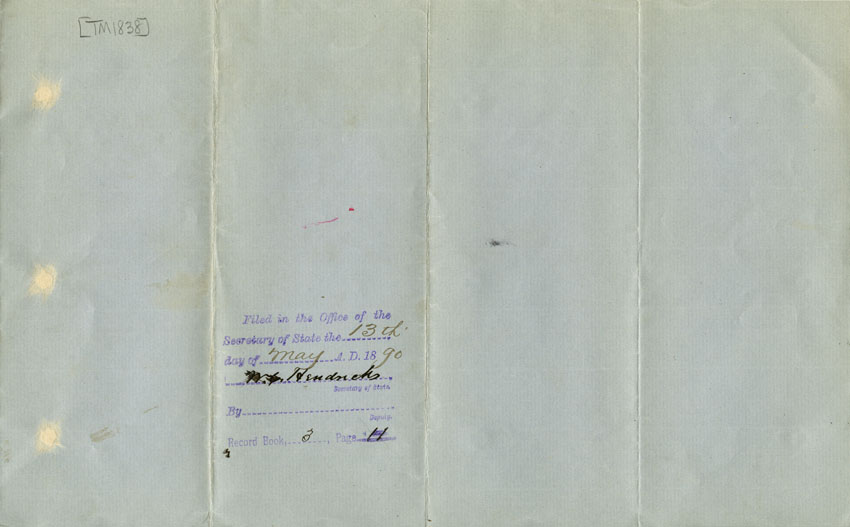 [TM1838]
Filed in the Office of the
Secretary of State the 13th
day of May A.D. 1890
W. C. Hendricks
Secretary of State.
By
Deputy.
Record Book, 3, Page 11